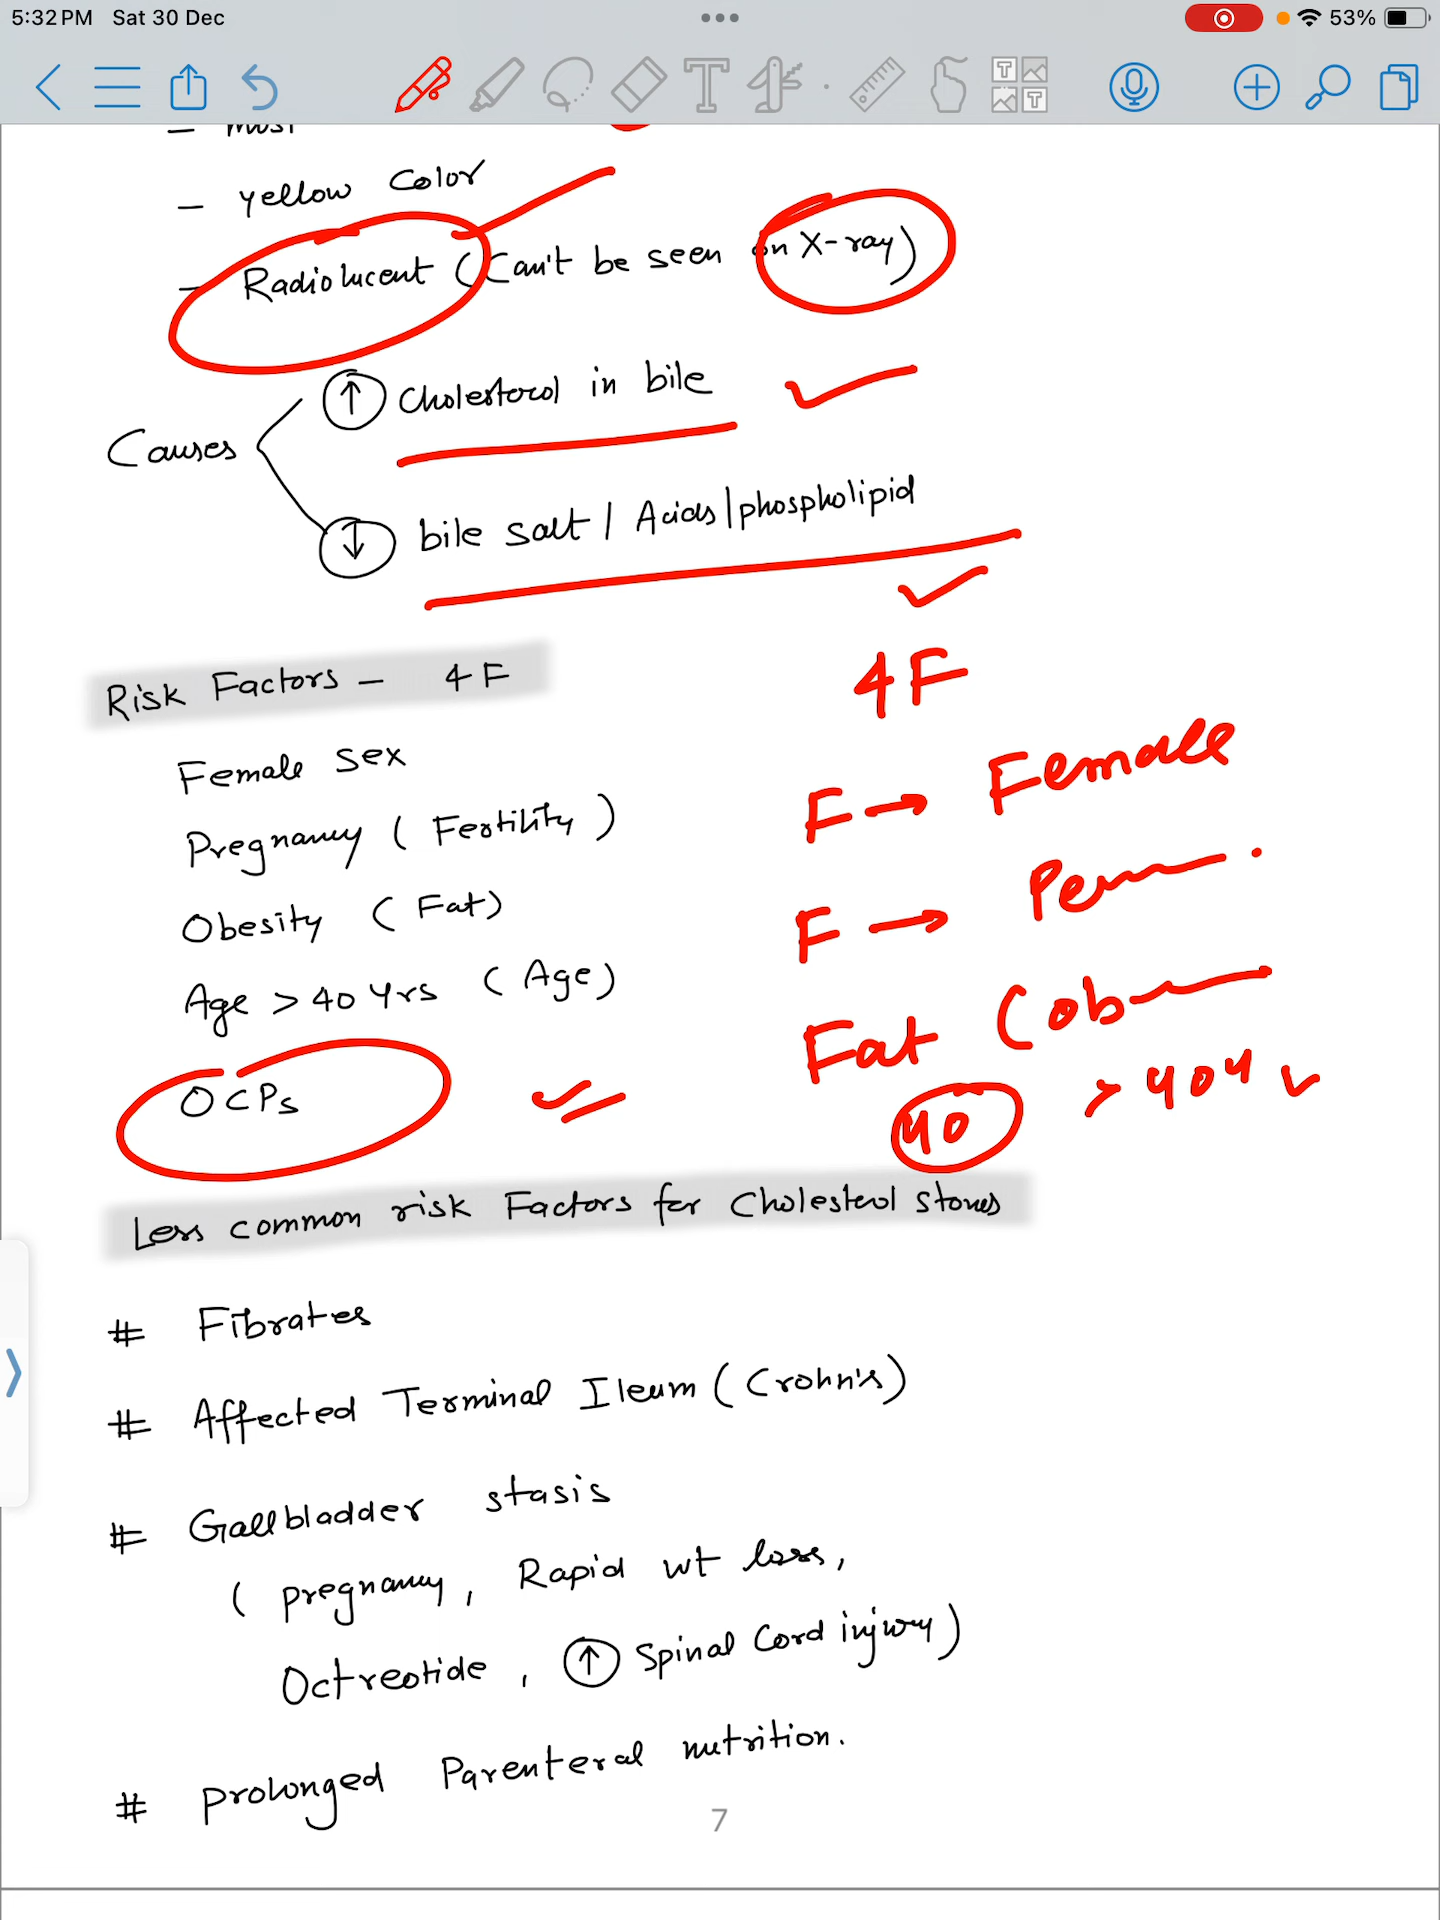 5:32 PM Sat 30 Dec
53%
yellow Color
Radiolucent (Can't be seen on X-ray)
Causes
↑ Cholesterol in bile
↓ bile salt / Acids / phospholipid
Risk Factors - 4F
4F
Female sex
F → Female
Pregnancy (Fertility)
F →
Obesity (Fat)
Age > 40 Yrs (Age)
Fat (ob
OCPs
40 > 40y
Less common risk Factors for Cholesterol stones
# Fibrates
# Affected Terminal Ileum (Crohn's)
# Gallbladder stasis
(pregnancy, Rapid wt loss,
Octreotide, ↑ Spinal Cord injury)
# Prolonged Parenteral nutrition.
7